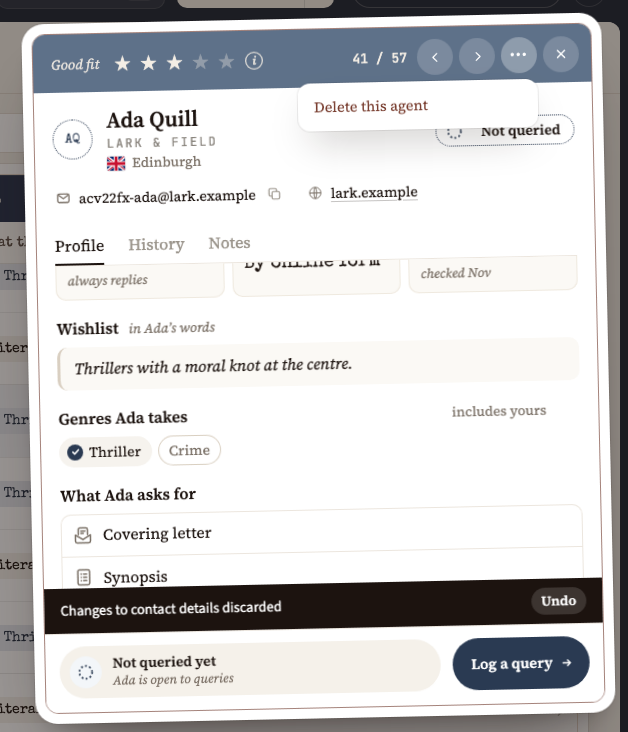 Good fit
41 / 57
Delete this agent
AQ
Ada Quill
LARK & FIELD
Edinburgh
Not queried
acv22fx-ada@lark.example
lark.example
Profile
History
Notes
always replies
by online form
checked Nov
Wishlist in Ada's words
Thrillers with a moral knot at the centre.
Genres Ada takes
includes yours
Thriller
Crime
What Ada asks for
Covering letter
Synopsis
Changes to contact details discarded
Undo
Not queried yet
Ada is open to queries
Log a query